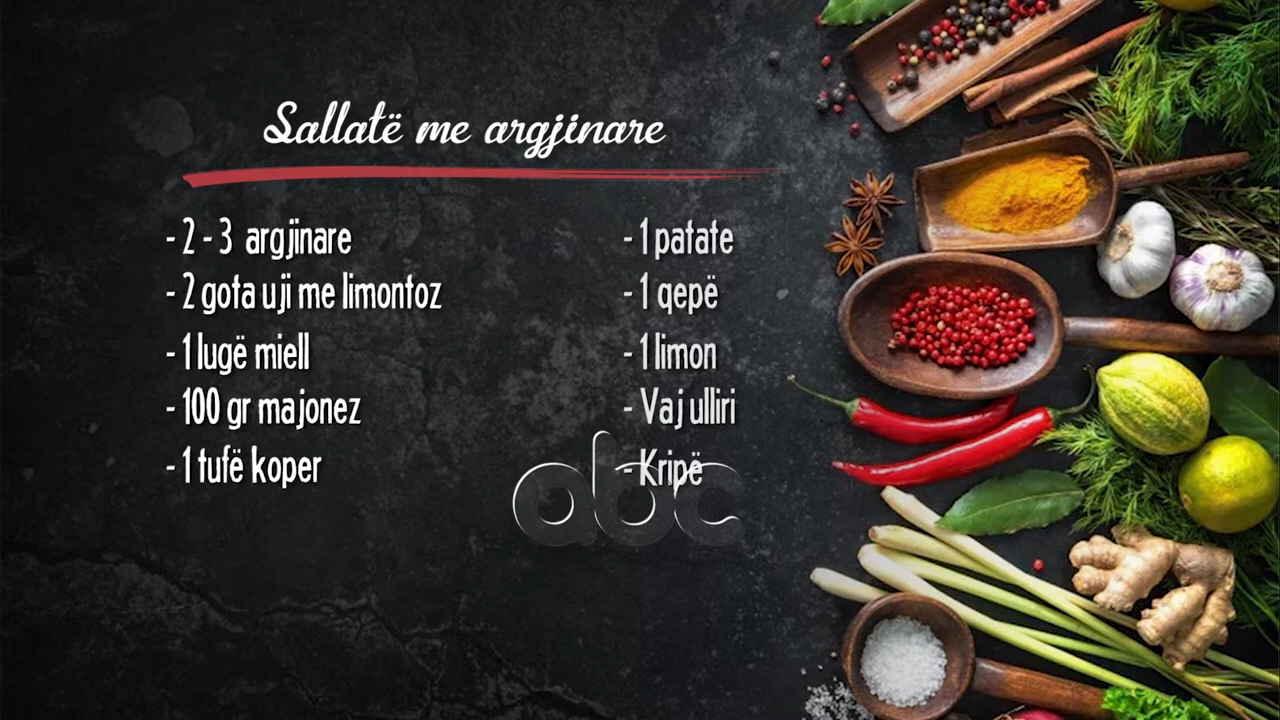 Sallatë me argjinare
- 2 - 3 argjinare
- 2 gota uji me limontoz
- 1 lugë miell
- 100 gr majonez
- 1 tufë koper
- 1 patate
- 1 qepë
- 1 limon
- Vaj ulliri
- Kripë
abc